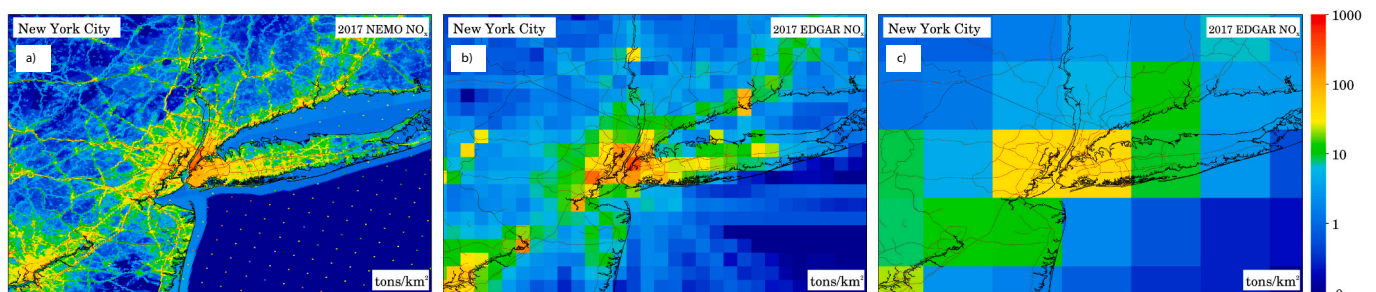 New York City
2017 NEMO NOx
a)
tons/km²
New York City
2017 EDGAR NOx
b)
tons/km²
New York City
2017 EDGAR NOx
c)
tons/km²
1000
100
10
1
0